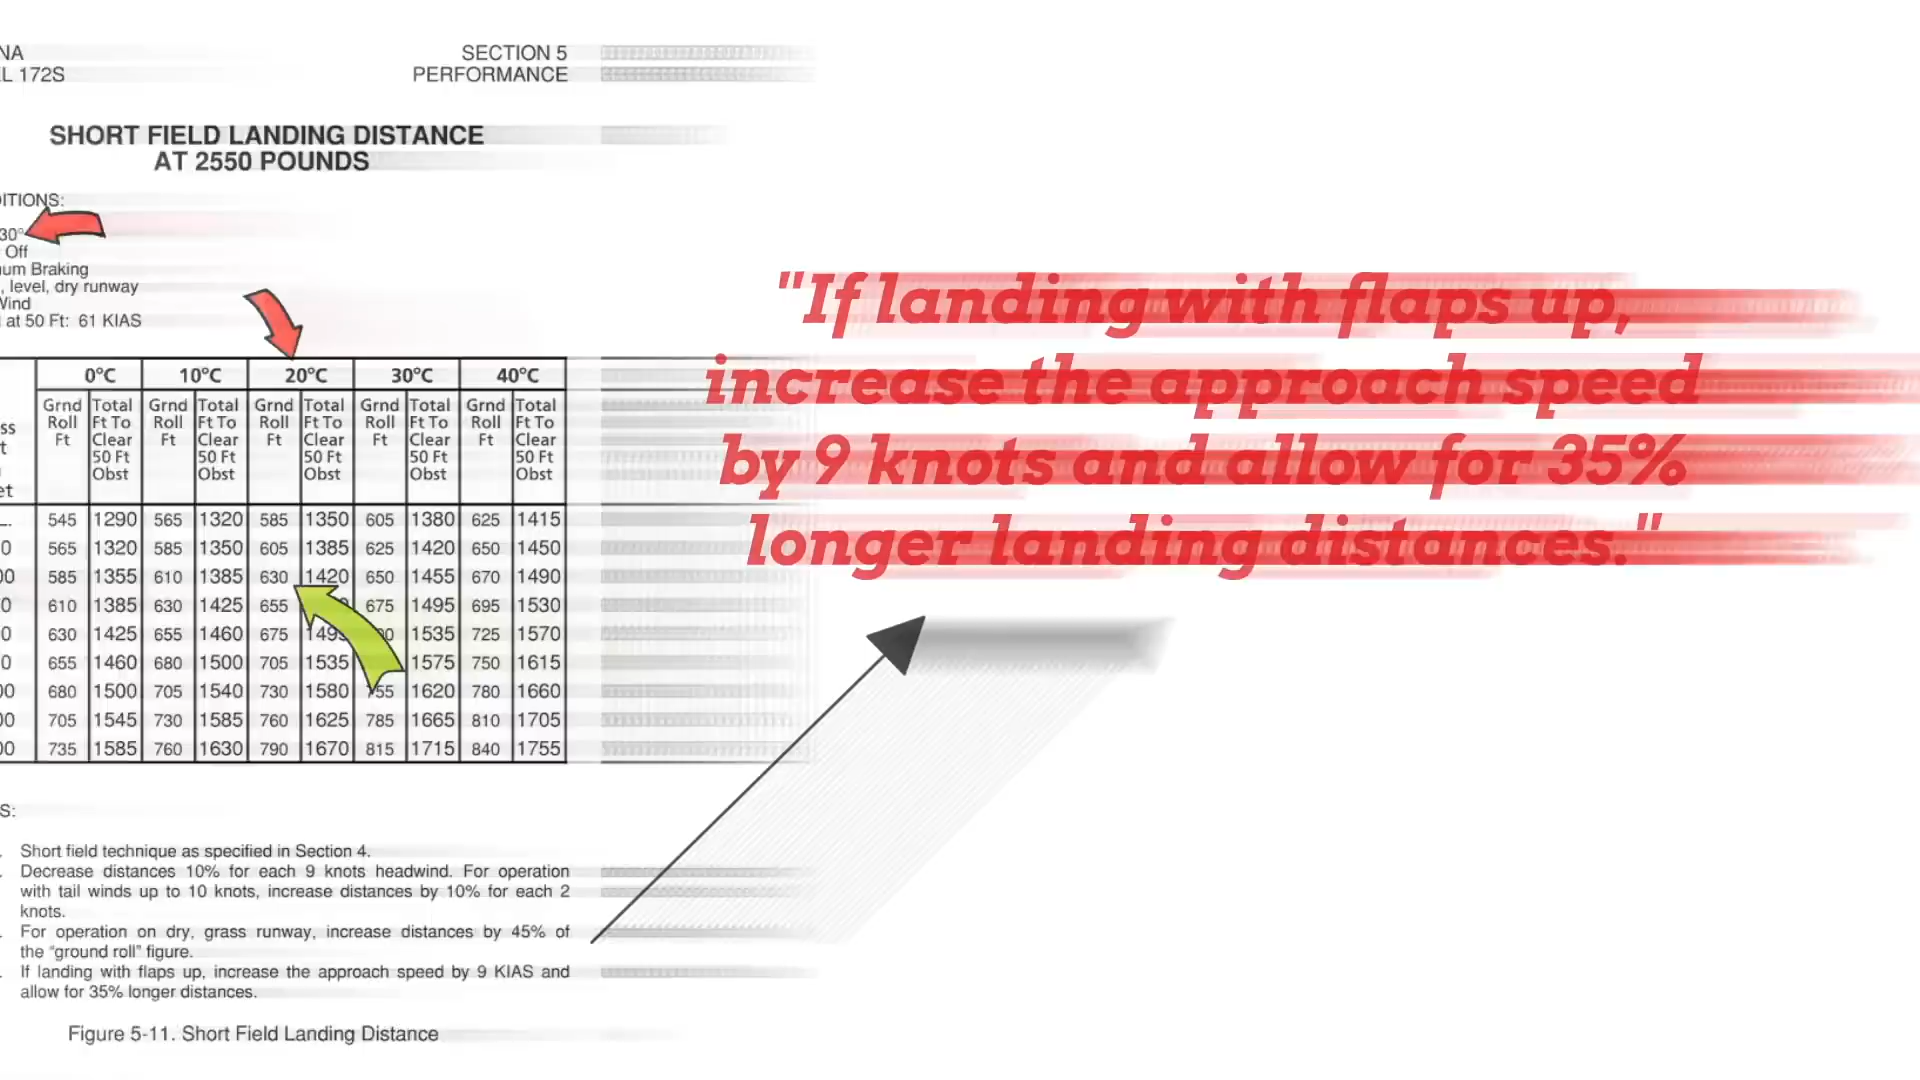 NA
SECTION 5
L 172S
PERFORMANCE
SHORT FIELD LANDING DISTANCE
AT 2550 POUNDS
DITIONS:
30°
Off
num Braking
, level, dry runway
Wind
at 50 Ft: 61 KIAS
"If landing with flaps up,
increase the approach speed
by 9 knots and allow for 35%
longer landing distances."
0°C 10°C 20°C 30°C 40°C
Grnd Total Grnd Total Grnd Total Grnd Total Grnd Total
ss Roll Ft To Roll Ft To Roll Ft To Roll Ft To Roll Ft To
t Ft Clear Ft Clear Ft Clear Ft Clear Ft Clear
50 Ft 50 Ft 50 Ft 50 Ft 50 Ft
et Obst Obst Obst Obst Obst
L. 545 1290 565 1320 585 1350 605 1380 625 1415
0 565 1320 585 1350 605 1385 625 1420 650 1450
00 585 1355 610 1385 630 1420 650 1455 670 1490
0 610 1385 630 1425 655 675 1495 695 1530
0 630 1425 655 1460 675 1535 725 1570
0 655 1460 680 1500 705 1535 1575 750 1615
00 680 1500 705 1540 730 1580 755 1620 780 1660
00 705 1545 730 1585 760 1625 785 1665 810 1705
00 735 1585 760 1630 790 1670 815 1715 840 1755
S:
. Short field technique as specified in Section 4.
. Decrease distances 10% for each 9 knots headwind. For operation
with tail winds up to 10 knots, increase distances by 10% for each 2
knots.
. For operation on dry, grass runway, increase distances by 45% of
the "ground roll" figure.
. If landing with flaps up, increase the approach speed by 9 KIAS and
allow for 35% longer distances.
Figure 5-11. Short Field Landing Distance